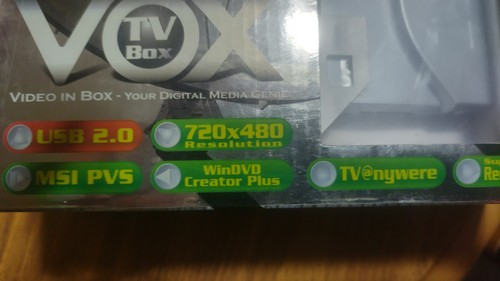 VOX
TV
Box
VIDEO IN BOX - YOUR DIGITAL MEDIA GENIE
USB 2.0
720x480
Resolution
MSI PVS
WinDVD
Creator Plus
TV@nywere